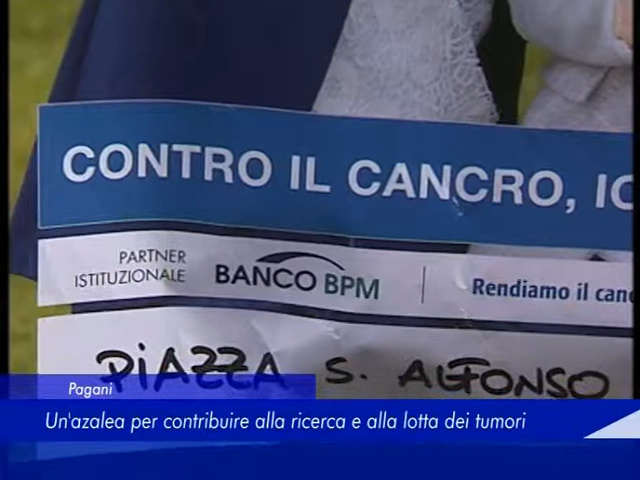 CONTRO IL CANCRO, IO
PARTNER
ISTITUZIONALE
BANCO BPM
Rendiamo il canc
PIAZZA S. ALFONSO
Pagani
Un'azalea per contribuire alla ricerca e alla lotta dei tumori